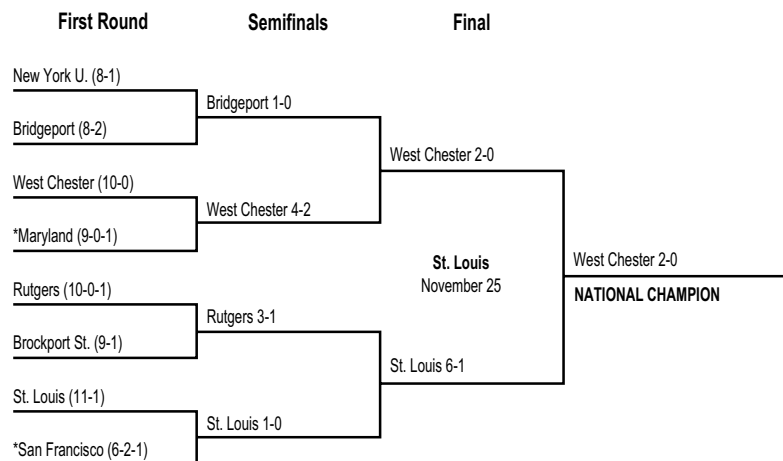 First Round Semifinals Final
New York U. (8-1)
Bridgeport 1-0
Bridgeport (8-2)
West Chester 2-0
West Chester (10-0)
West Chester 4-2
*Maryland (9-0-1)
St. Louis
November 25
West Chester 2-0
NATIONAL CHAMPION
Rutgers (10-0-1)
Rutgers 3-1
Brockport St. (9-1)
St. Louis 6-1
St. Louis (11-1)
St. Louis 1-0
*San Francisco (6-2-1)